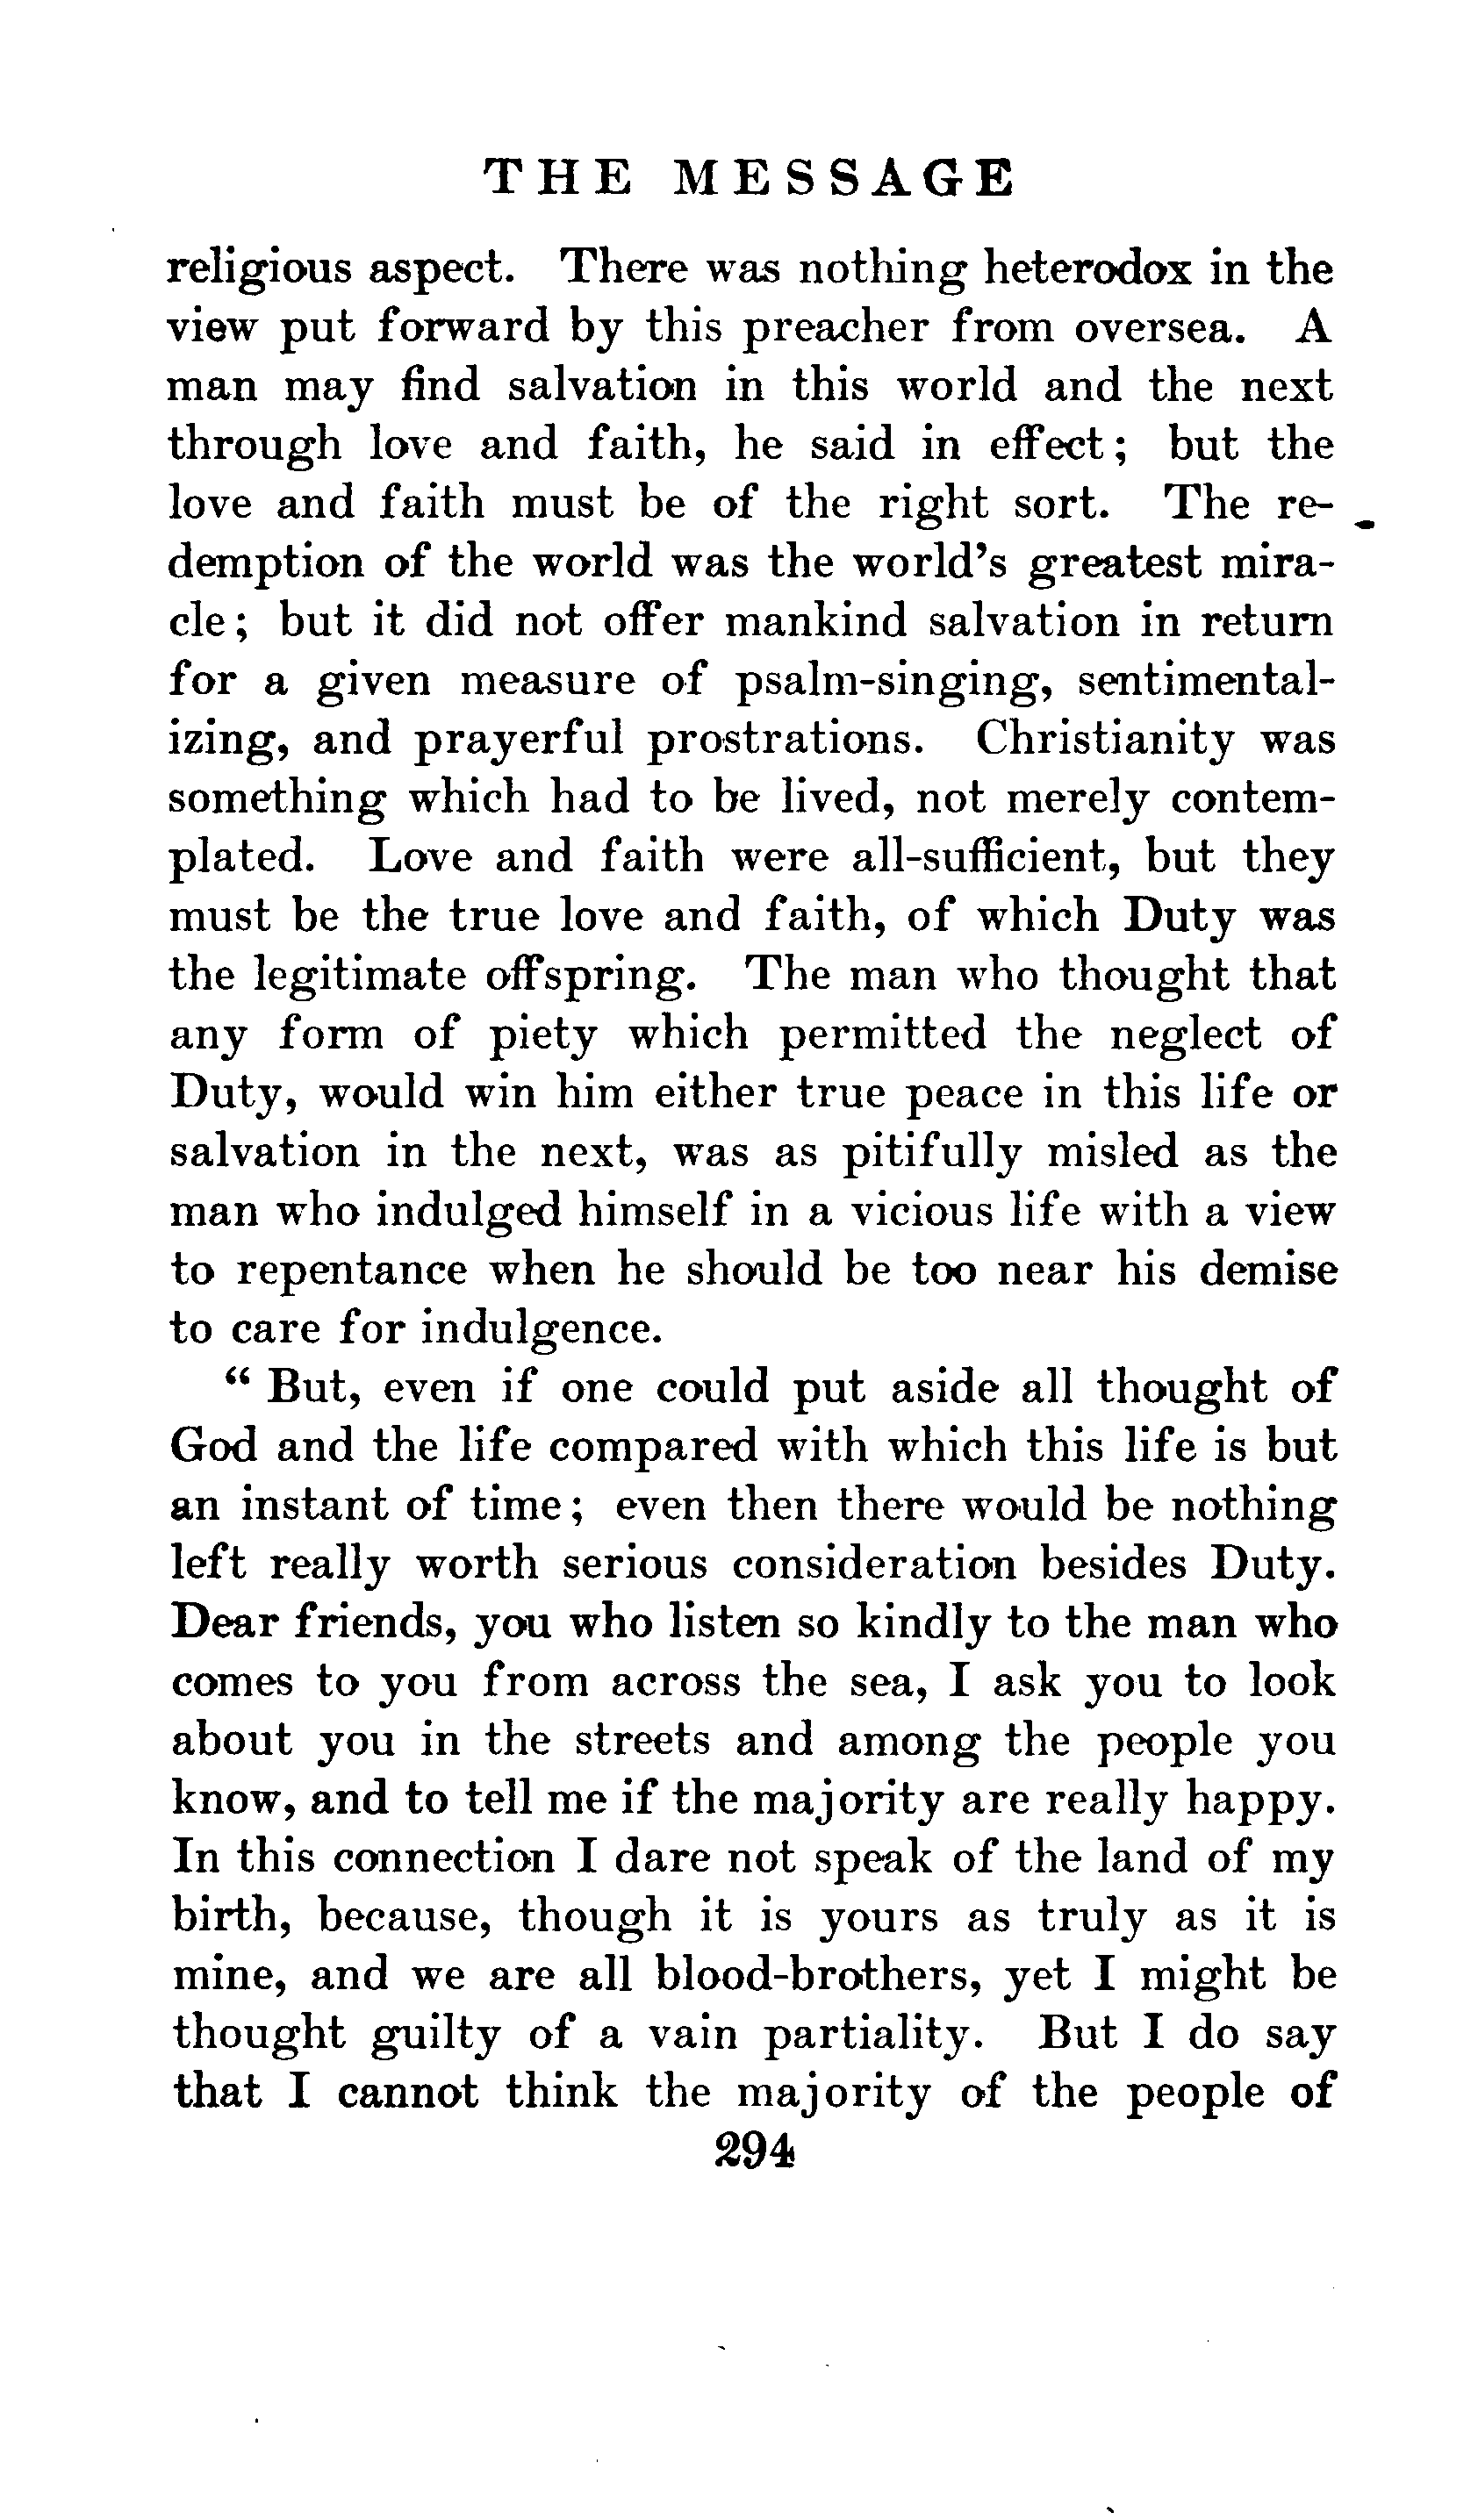 THE MESSAGE
religious aspect. There was nothing heterodox in the
view put forward by this preacher from oversea. A
man may find salvation in this world and the next
through love and faith, he said in effect; but the
love and faith must be of the right sort. The re-
demption of the world was the world's greatest mira-
cle; but it did not offer mankind salvation in return
for a given measure of psalm-singing, sentimental-
izing, and prayerful prostrations. Christianity was
something which had to be lived, not merely contem-
plated. Love and faith were all-sufficient, but they
must be the true love and faith, of which Duty was
the legitimate offspring. The man who thought that
any form of piety which permitted the neglect of
Duty, would win him either true peace in this life or
salvation in the next, was as pitifully misled as the
man who indulged himself in a vicious life with a view
to repentance when he should be too near his demise
to care for indulgence.
“ But, even if one could put aside all thought of
God and the life compared with which this life is but
an instant of time; even then there would be nothing
left really worth serious consideration besides Duty.
Dear friends, you who listen so kindly to the man who
comes to you from across the sea, I ask you to look
about you in the streets and among the people you
know, and to tell me if the majority are really happy.
In this connection I dare not speak of the land of my
birth, because, though it is yours as truly as it is
mine, and we are all blood-brothers, yet I might be
thought guilty of a vain partiality. But I do say
that I cannot think the majority of the people of
294